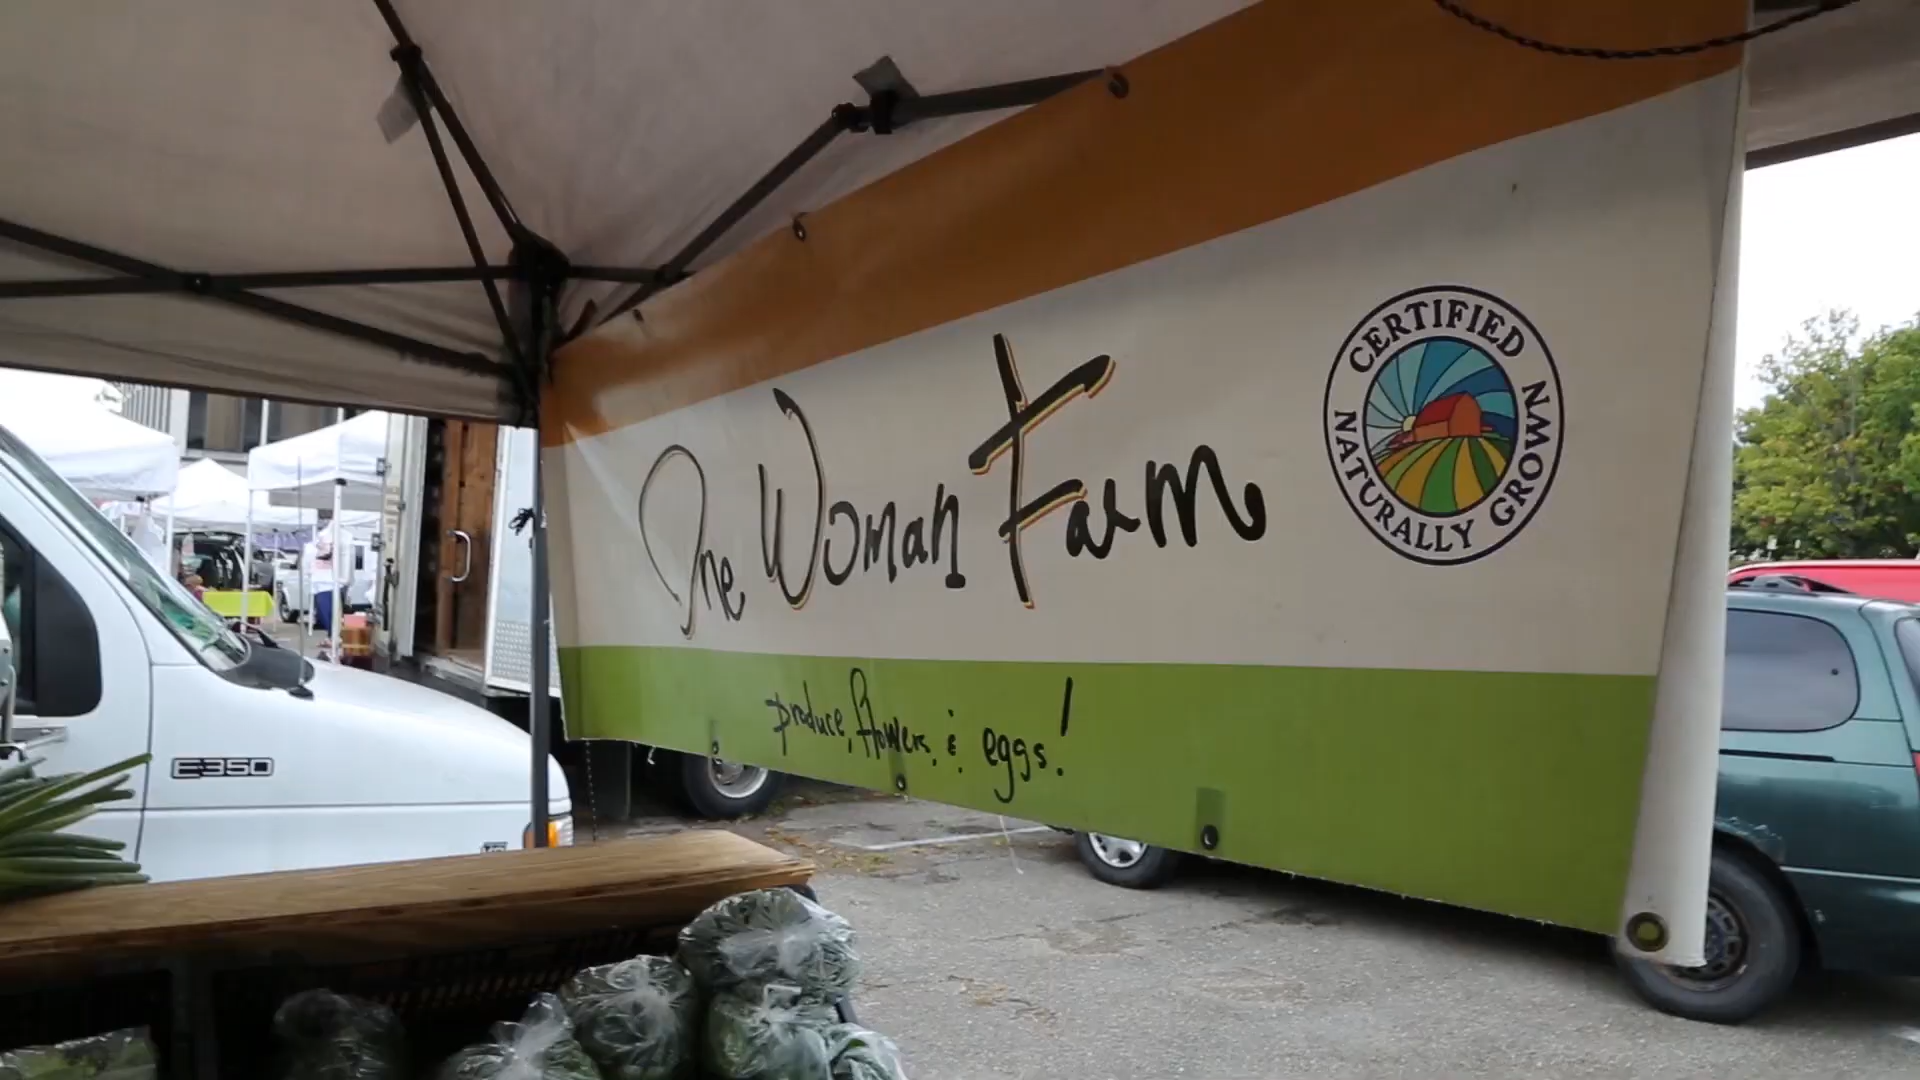 One Woman Farm
CERTIFIED
NATURALLY GROWN
produce, flowers, & eggs!
E350